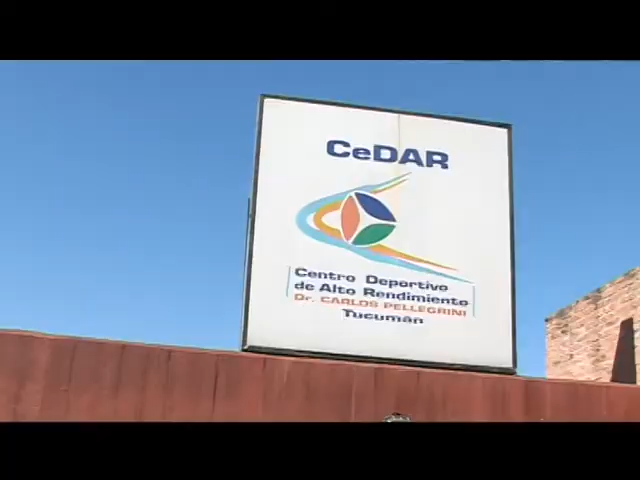 CeDAR
Centro Deportivo
de Alto Rendimiento
Dr. CARLOS PELLEGRINI
Tucumán